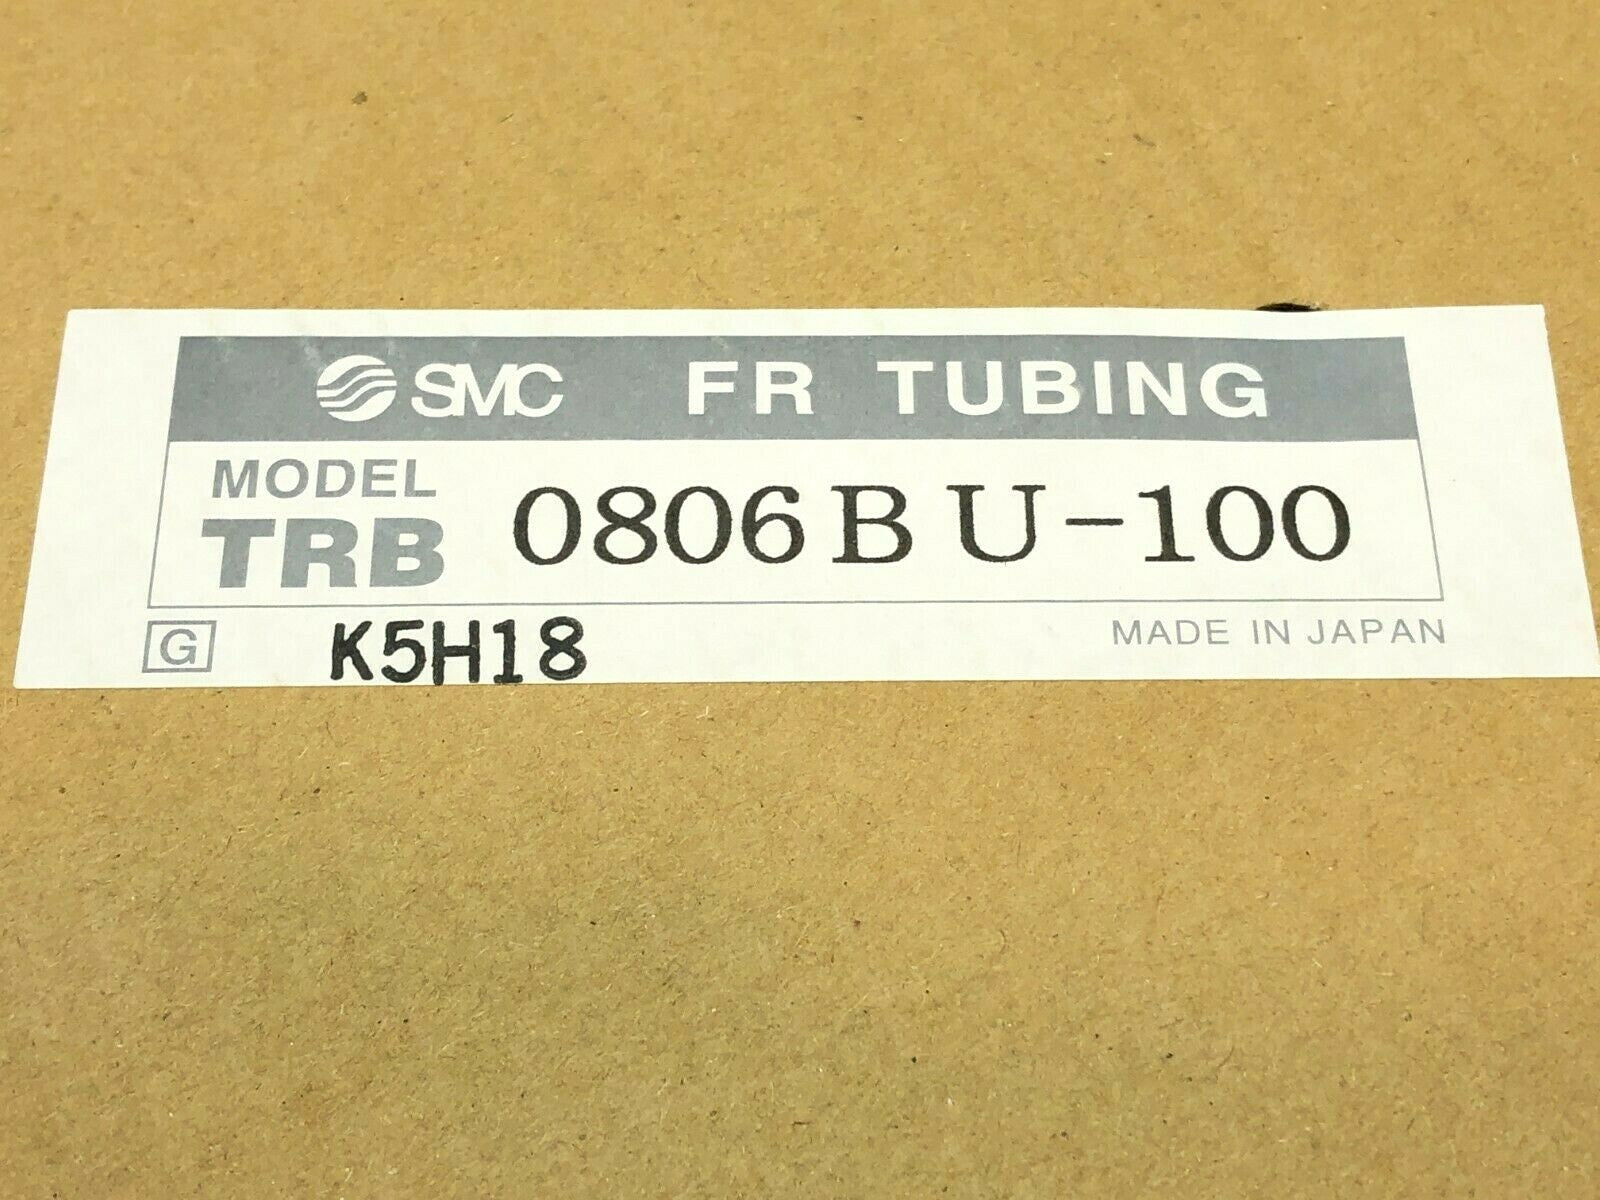 SMC FR TUBING
MODEL
TRB 0806BU-100
G K5H18 MADE IN JAPAN